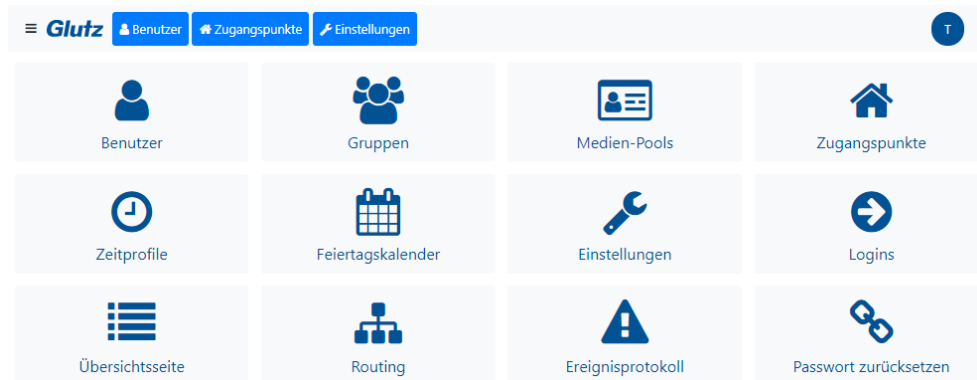 Glutz Benutzer Zugangspunkte Einstellungen T
Benutzer Gruppen Medien-Pools Zugangspunkte
Zeitprofile Feiertagskalender Einstellungen Logins
Übersichtsseite Routing Ereignisprotokoll Passwort zurücksetzen